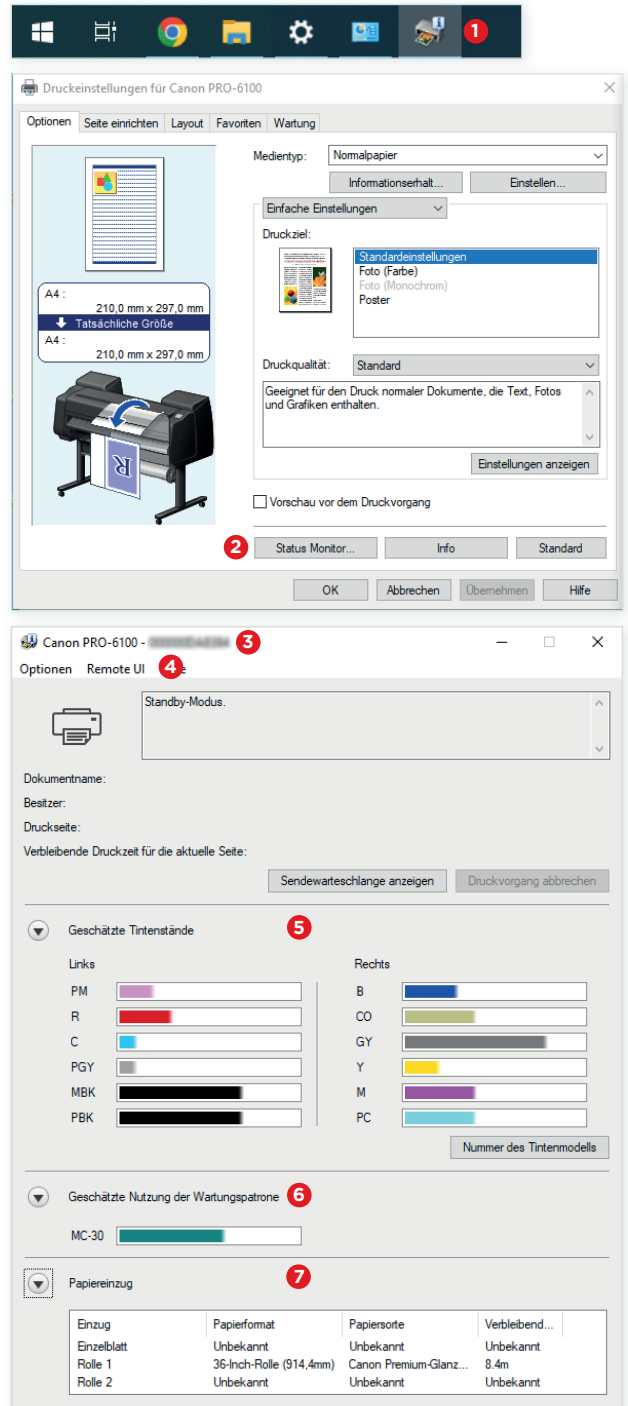 1
Druckeinstellungen für Canon PRO-6100
Optionen Seite einrichten Layout Favoriten Wartung
Medientyp: Normalpapier
Informationserhalt... Einstellen...
Einfache Einstellungen
Druckziel:
Standardeinstellungen
Foto (Farbe)
Foto (Monochrom)
Poster
A4 :
210,0 mm x 297,0 mm
Tatsächliche Größe
A4 :
210,0 mm x 297,0 mm
R
Druckqualität: Standard
Geeignet für den Druck normaler Dokumente, die Text, Fotos
und Grafiken enthalten.
Einstellungen anzeigen
Vorschau vor dem Druckvorgang
2 Status Monitor... Info Standard
OK Abbrechen Übernehmen Hilfe
Canon PRO-6100 - 3
Optionen Remote UI 4
Standby-Modus.
Dokumentname:
Besitzer:
Druckseite:
Verbleibende Druckzeit für die aktuelle Seite:
Sendewarteschlange anzeigen Druckvorgang abbrechen
Geschätzte Tintenstände 5
Links Rechts
PM B
R CO
C GY
PGY Y
MBK M
PBK PC
Nummer des Tintenmodells
Geschätzte Nutzung der Wartungspatrone 6
MC-30
Papiereinzug 7
Einzug Papierformat Papiersorte Verbleibend...
Einzelblatt Unbekannt Unbekannt Unbekannt
Rolle 1 36-Inch-Rolle (914,4mm) Canon Premium-Glanz... 8.4m
Rolle 2 Unbekannt Unbekannt Unbekannt